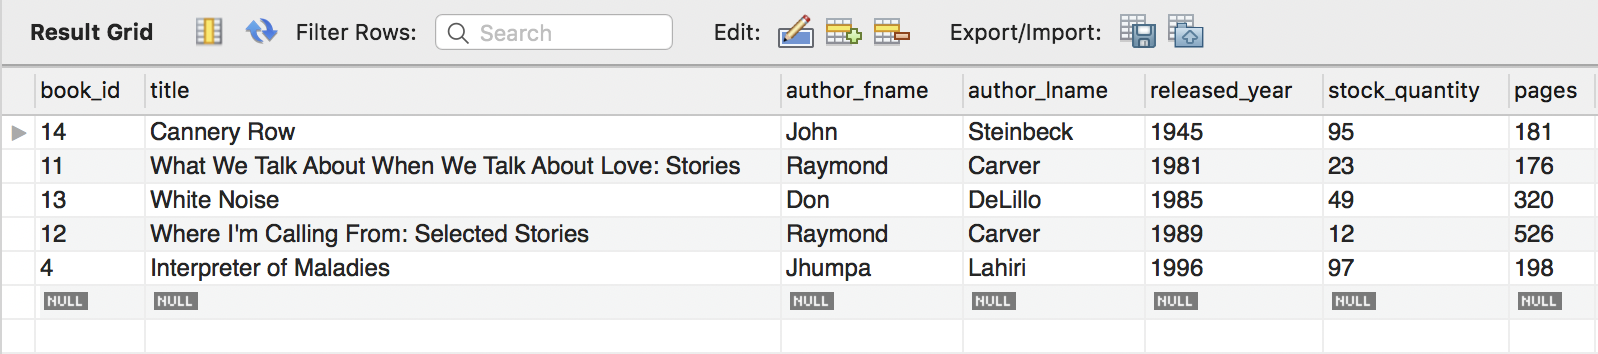 Result Grid Filter Rows: Search Edit: Export/Import:
book_id title author_fname author_lname released_year stock_quantity pages
14 Cannery Row John Steinbeck 1945 95 181
11 What We Talk About When We Talk About Love: Stories Raymond Carver 1981 23 176
13 White Noise Don DeLillo 1985 49 320
12 Where I'm Calling From: Selected Stories Raymond Carver 1989 12 526
4 Interpreter of Maladies Jhumpa Lahiri 1996 97 198
NULL NULL NULL NULL NULL NULL NULL